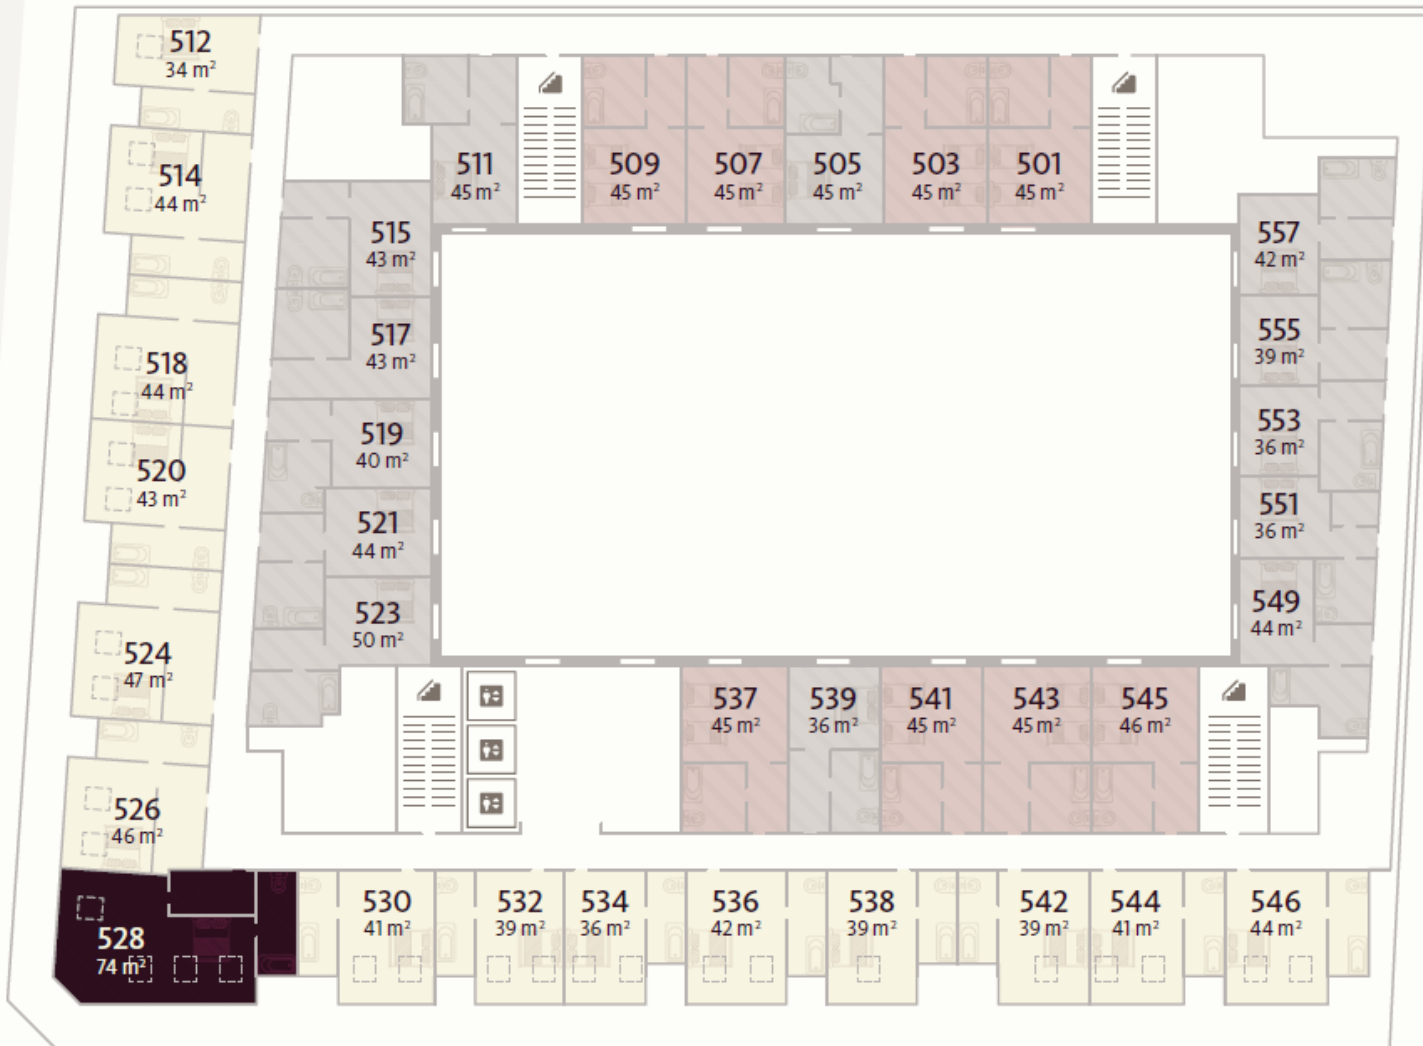 512
34 m²
514
44 m²
518
44 m²
520
43 m²
524
47 m²
526
46 m²
528
74 m²
511
45 m²
509
45 m²
507
45 m²
505
45 m²
503
45 m²
501
45 m²
515
43 m²
517
43 m²
519
40 m²
521
44 m²
523
50 m²
557
42 m²
555
39 m²
553
36 m²
551
36 m²
549
44 m²
537
45 m²
539
36 m²
541
45 m²
543
45 m²
545
46 m²
530
41 m²
532
39 m²
534
36 m²
536
42 m²
538
39 m²
542
39 m²
544
41 m²
546
44 m²